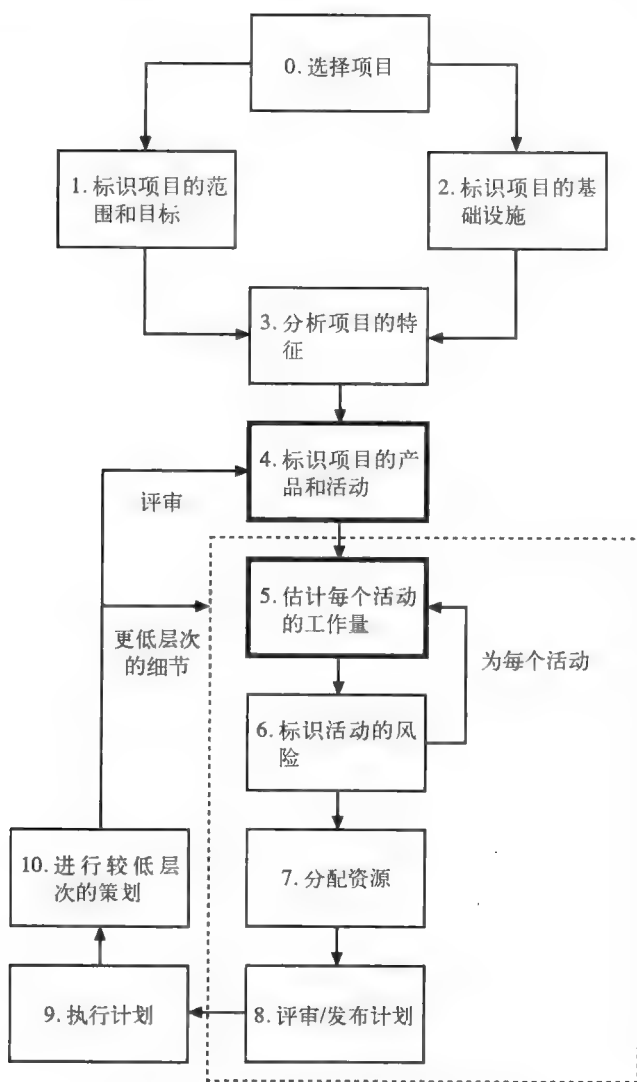 0. 选择项目
1. 标识项目的范
围和目标
2. 标识项目的基
础设施
3. 分析项目的特
征
4. 标识项目的产
品和活动
评审
5. 估计每个活动
的工作量
更低层次
的细节
为每个活动
6. 标识活动的风
险
10. 进行较低层
次的策划
7. 分配资源
9. 执行计划
8. 评审/发布计划